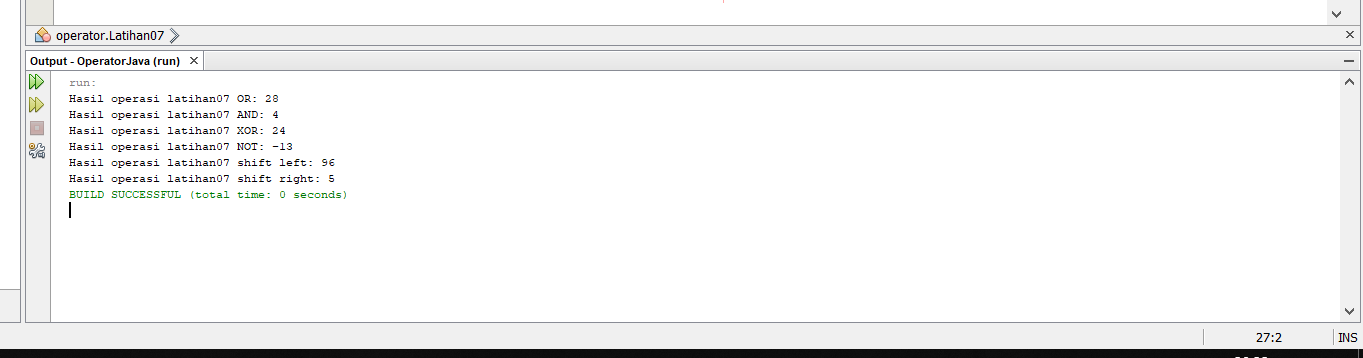 operator.Latihan07
Output - OperatorJava (run)
run:
Hasil operasi latihan07 OR: 28
Hasil operasi latihan07 AND: 4
Hasil operasi latihan07 XOR: 24
Hasil operasi latihan07 NOT: -13
Hasil operasi latihan07 shift left: 96
Hasil operasi latihan07 shift right: 5
BUILD SUCCESSFUL (total time: 0 seconds)
27:2 INS